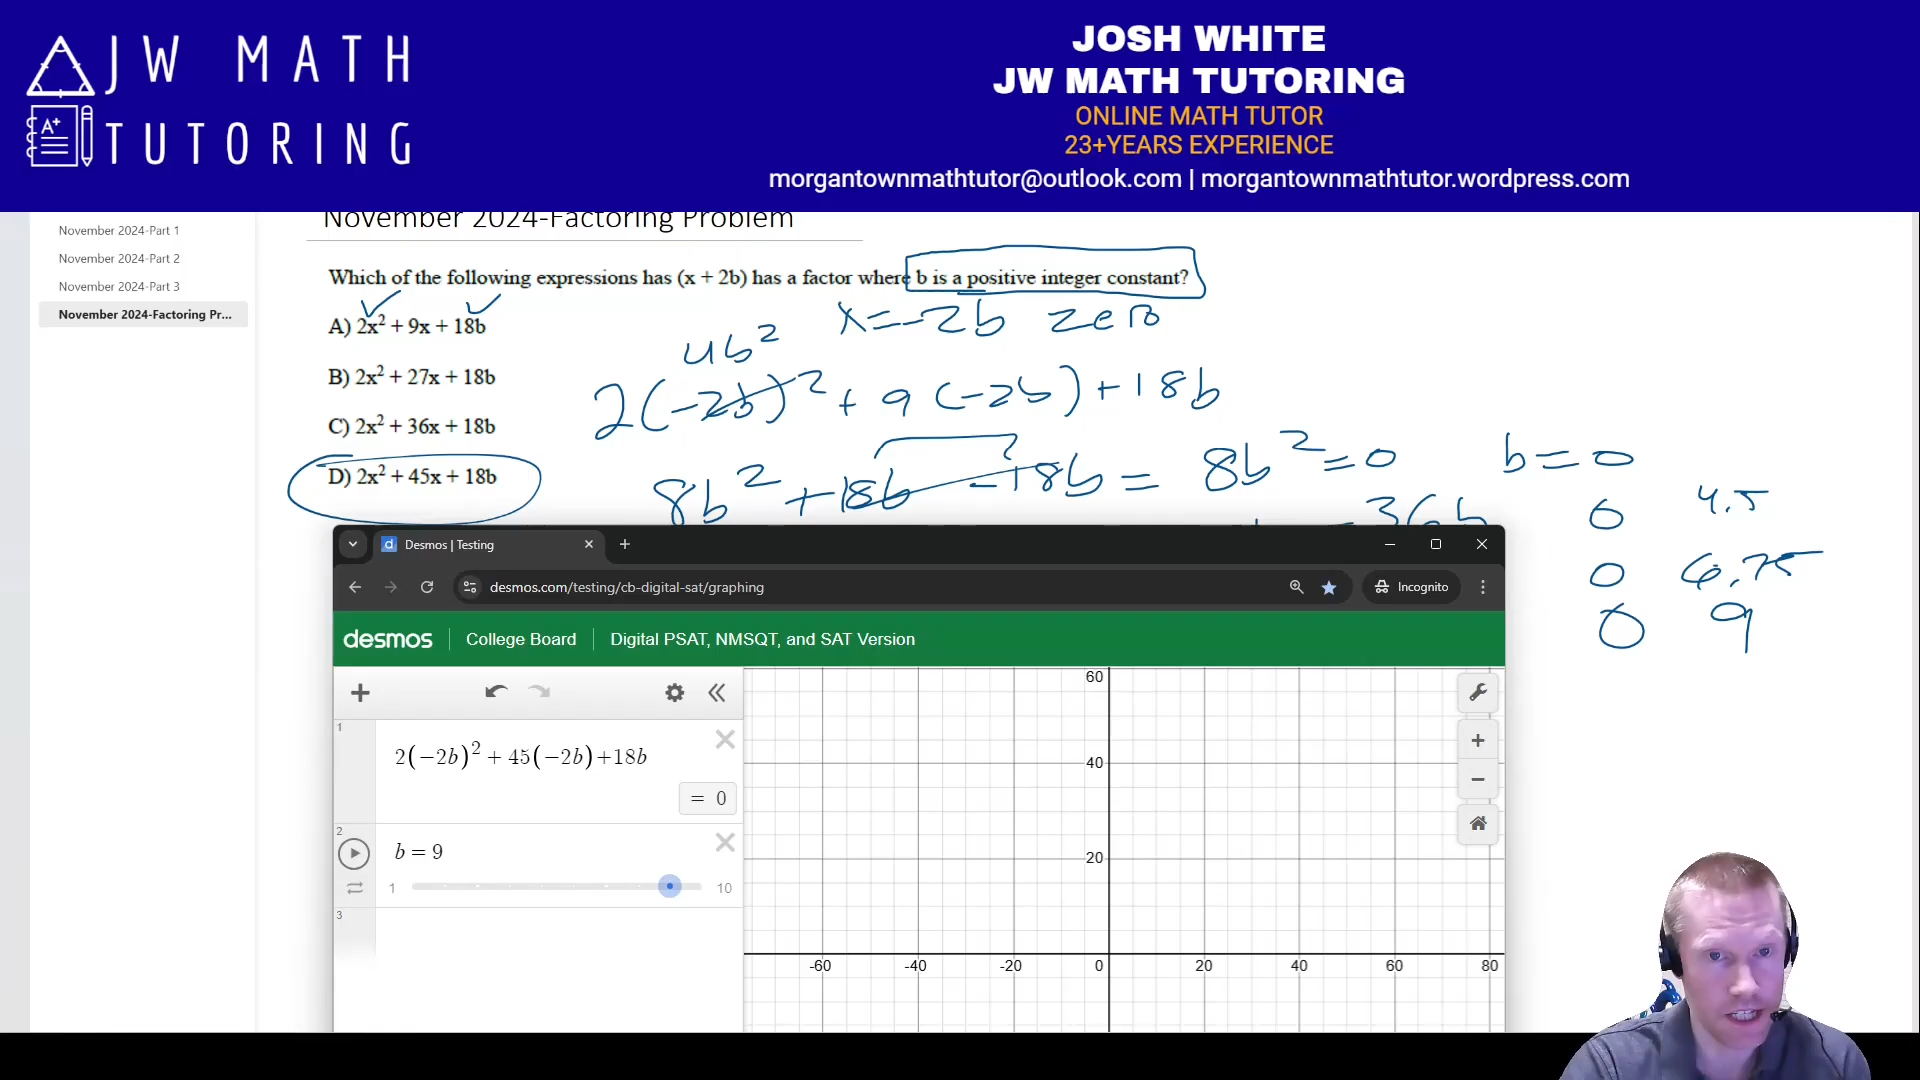 JW MATH
A+
TUTORING
JOSH WHITE
JW MATH TUTORING
ONLINE MATH TUTOR
23+YEARS EXPERIENCE
morgantownmathtutor@outlook.com | morgantownmathtutor.wordpress.com
November 2024-Part 1
November 2024-Part 2
November 2024-Part 3
November 2024-Factoring Pr...
November 2024-Factoring Problem
Which of the following expressions has (x + 2b) has a factor where b is a positive integer constant?
A) 2x² + 9x + 18b
B) 2x² + 27x + 18b
C) 2x² + 36x + 18b
D) 2x² + 45x + 18b
x = -2b zero
4b²
2(-2b)² + 9(-2b) + 18b
8b² + 18b - 18b = 8b² = 0 b = 0
36b
0 4.5
0 6.75
0 9
Desmos | Testing
desmos.com/testing/cb-digital-sat/graphing
Incognito
desmos College Board Digital PSAT, NMSQT, and SAT Version
1
2(−2b)² + 45(−2b)+18b
= 0
2
b = 9
1 10
3
60
40
20
-60 -40 -20 0 20 40 60 80